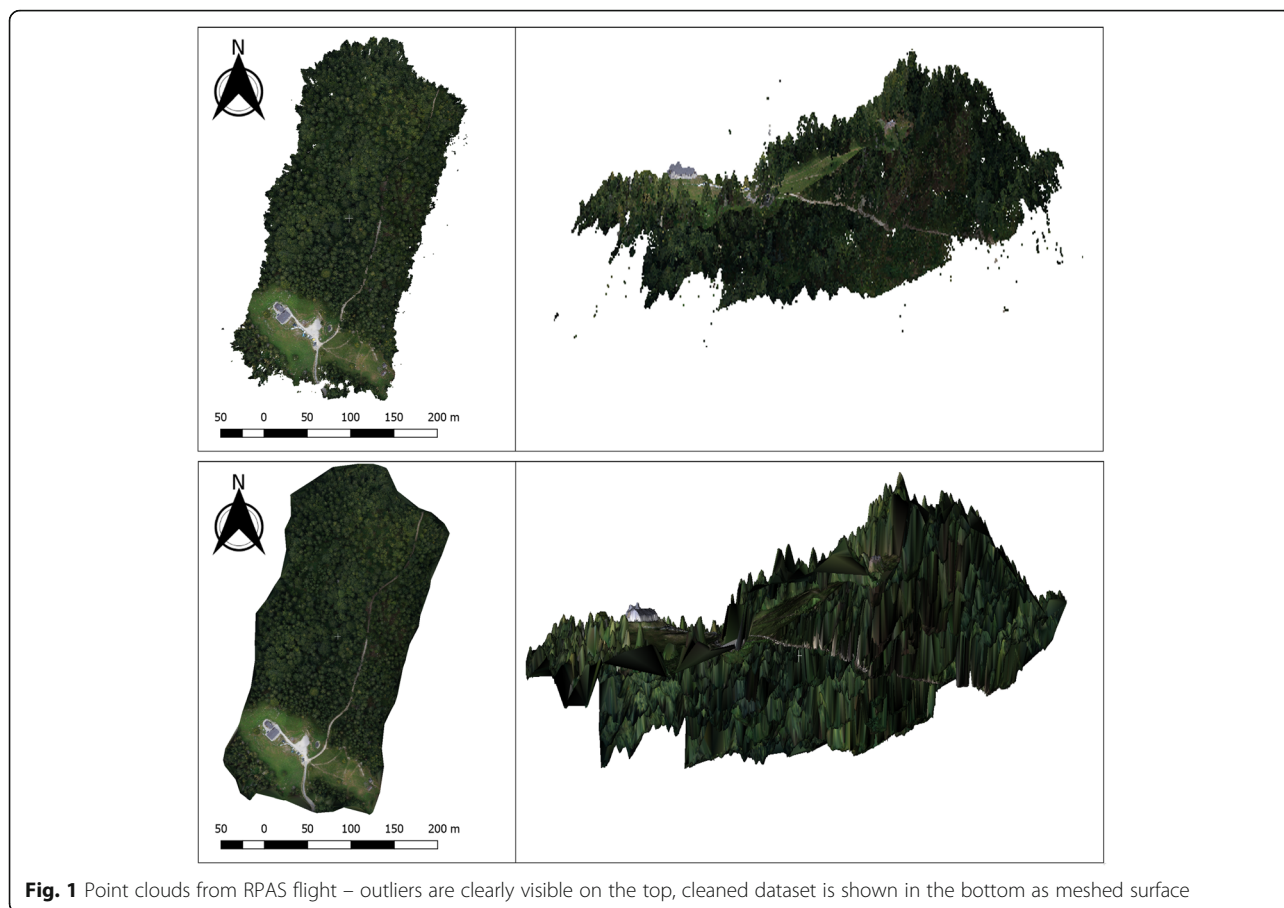 N
50 0 50 100 150 200 m
N
50 0 50 100 150 200 m
Fig. 1 Point clouds from RPAS flight – outliers are clearly visible on the top, cleaned dataset is shown in the bottom as meshed surface